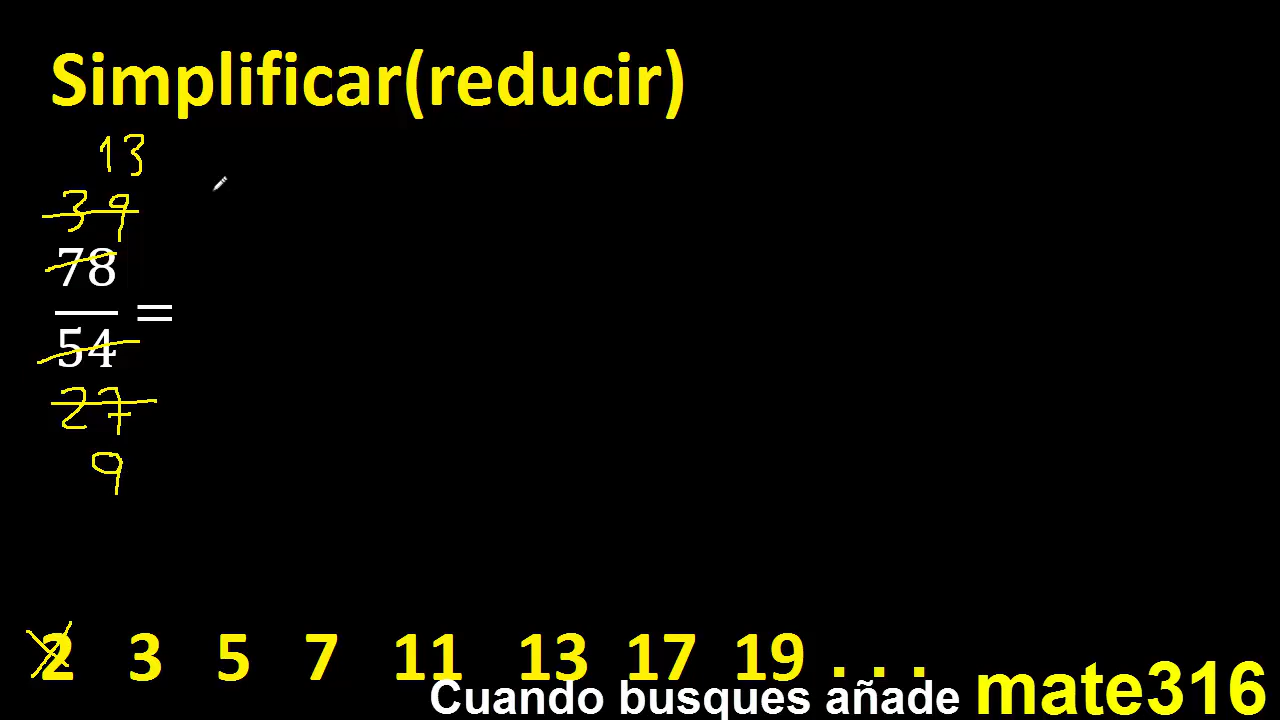 Simplificar(reducir)
13
39
78
54
=
27
9
2 3 5 7 11 13 17 19 . . .
Cuando busques añade mate316